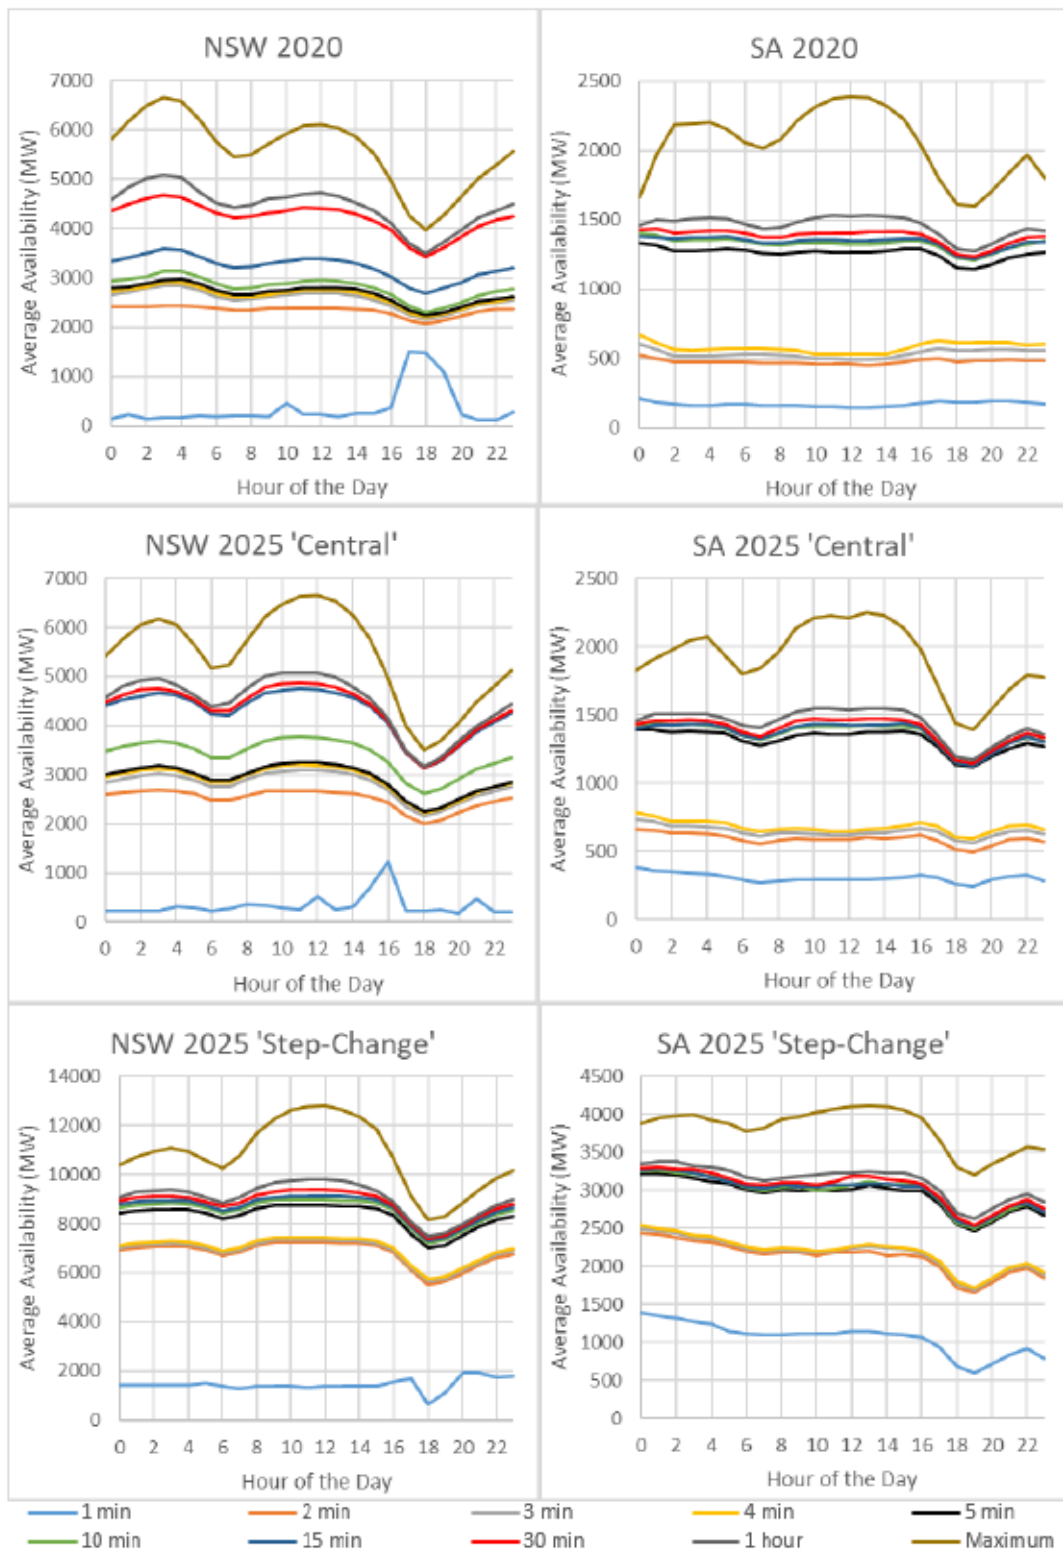 NSW 2020
SA 2020
Average Availability (MW)
7000
6000
5000
4000
3000
2000
1000
0
0 2 4 6 8 10 12 14 16 18 20 22
Hour of the Day
Average Availability (MW)
2500
2000
1500
1000
500
0
0 2 4 6 8 10 12 14 16 18 20 22
Hour of the Day
NSW 2025 'Central'
SA 2025 'Central'
Average Availability (MW)
7000
6000
5000
4000
3000
2000
1000
0
0 2 4 6 8 10 12 14 16 18 20 22
Hour of the Day
Average Availability (MW)
2500
2000
1500
1000
500
0
0 2 4 6 8 10 12 14 16 18 20 22
Hour of the Day
NSW 2025 'Step-Change'
SA 2025 'Step-Change'
Average Availability (MW)
14000
12000
10000
8000
6000
4000
2000
0
0 2 4 6 8 10 12 14 16 18 20 22
Hour of the Day
Average Availability (MW)
4500
4000
3500
3000
2500
2000
1500
1000
500
0
0 2 4 6 8 10 12 14 16 18 20 22
Hour of the Day
1 min 2 min 3 min 4 min 5 min
10 min 15 min 30 min 1 hour Maximum